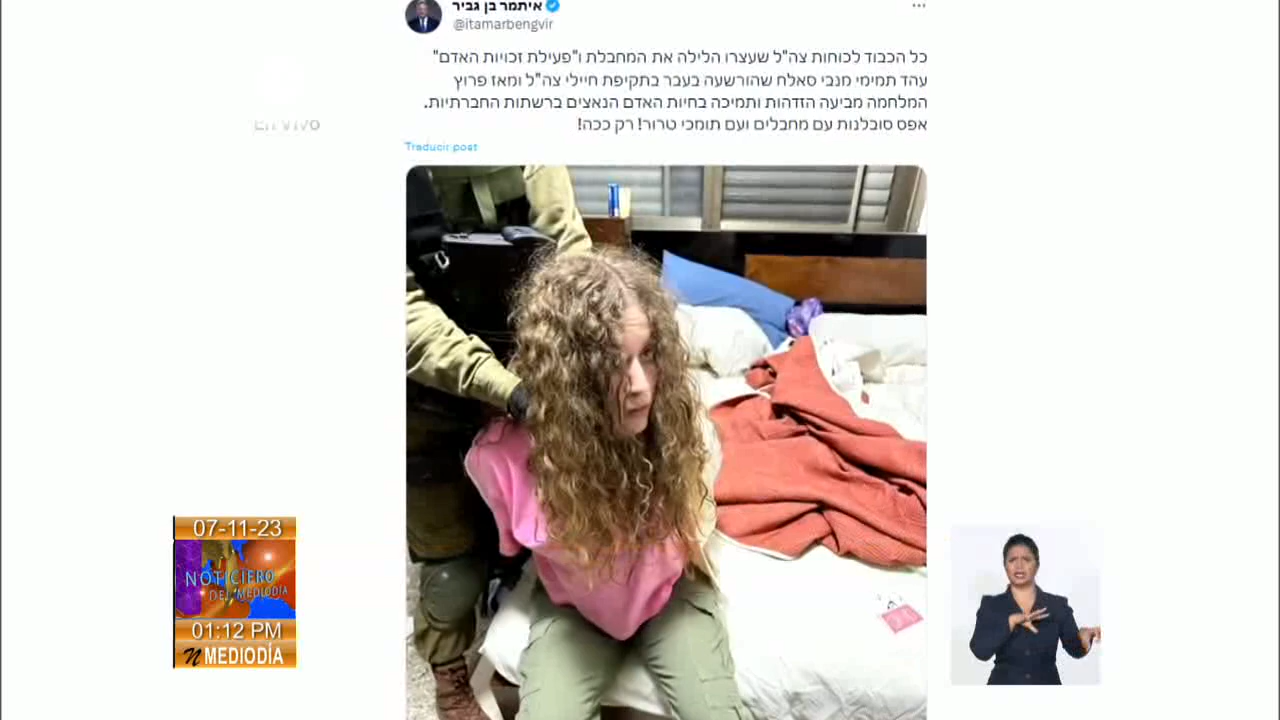 איתמר בן גביר
@itamarbengvir
כל הכבוד לכוחות צה"ל שעצרו הלילה את המחבלת ו"פעילת זכויות האדם"
עהד תמימי מנבי סאלח שהורשעה בעבר בתקיפת חיילי צה"ל ומאז פרוץ
המלחמה מביעה הזדהות ותמיכה בחיות האדם הנאצים ברשתות החברתיות.
אפס סובלנות עם מחבלים ועם תומכי טרור! רק ככה!
Traducir post
En Vivo
07-11-23
NOTICIERO
DEL MEDIODÍA
01:12 PM
MEDIODÍA